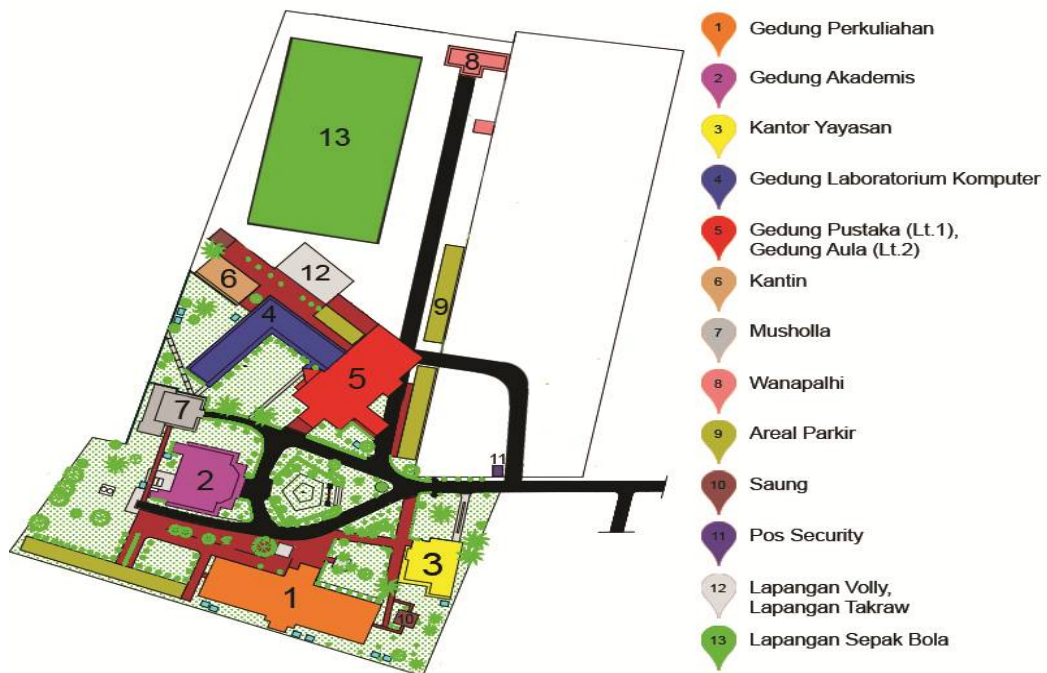 8
13
12
9
6
4
5
7
11
2
3
1
10
1 Gedung Perkuliahan
2 Gedung Akademis
3 Kantor Yayasan
4 Gedung Laboratorium Komputer
5 Gedung Pustaka (Lt.1),
Gedung Aula (Lt.2)
6 Kantin
7 Musholla
8 Wanapalhi
9 Areal Parkir
10 Saung
11 Pos Security
12 Lapangan Volly,
Lapangan Takraw
13 Lapangan Sepak Bola